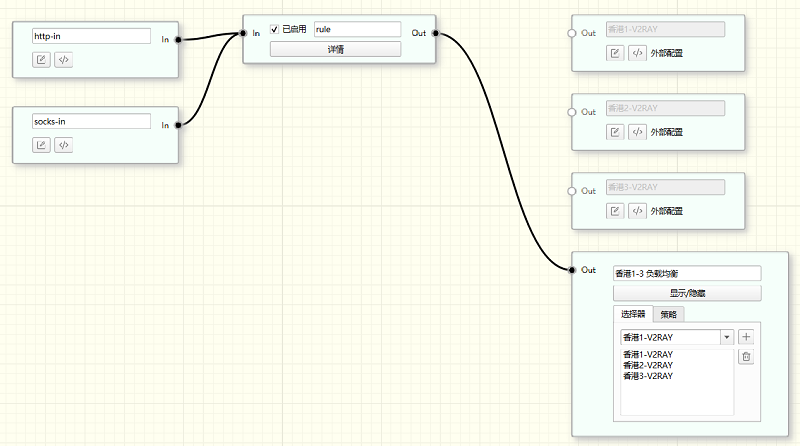 http-in
In
</>
socks-in
In
</>
In
已启用
rule
Out
详情
Out
香港1-V2RAY
</>
外部配置
Out
香港2-V2RAY
</>
外部配置
Out
香港3-V2RAY
</>
外部配置
Out
香港1-3 负载均衡
显示/隐藏
选择器
策略
香港1-V2RAY
香港1-V2RAY
香港2-V2RAY
香港3-V2RAY